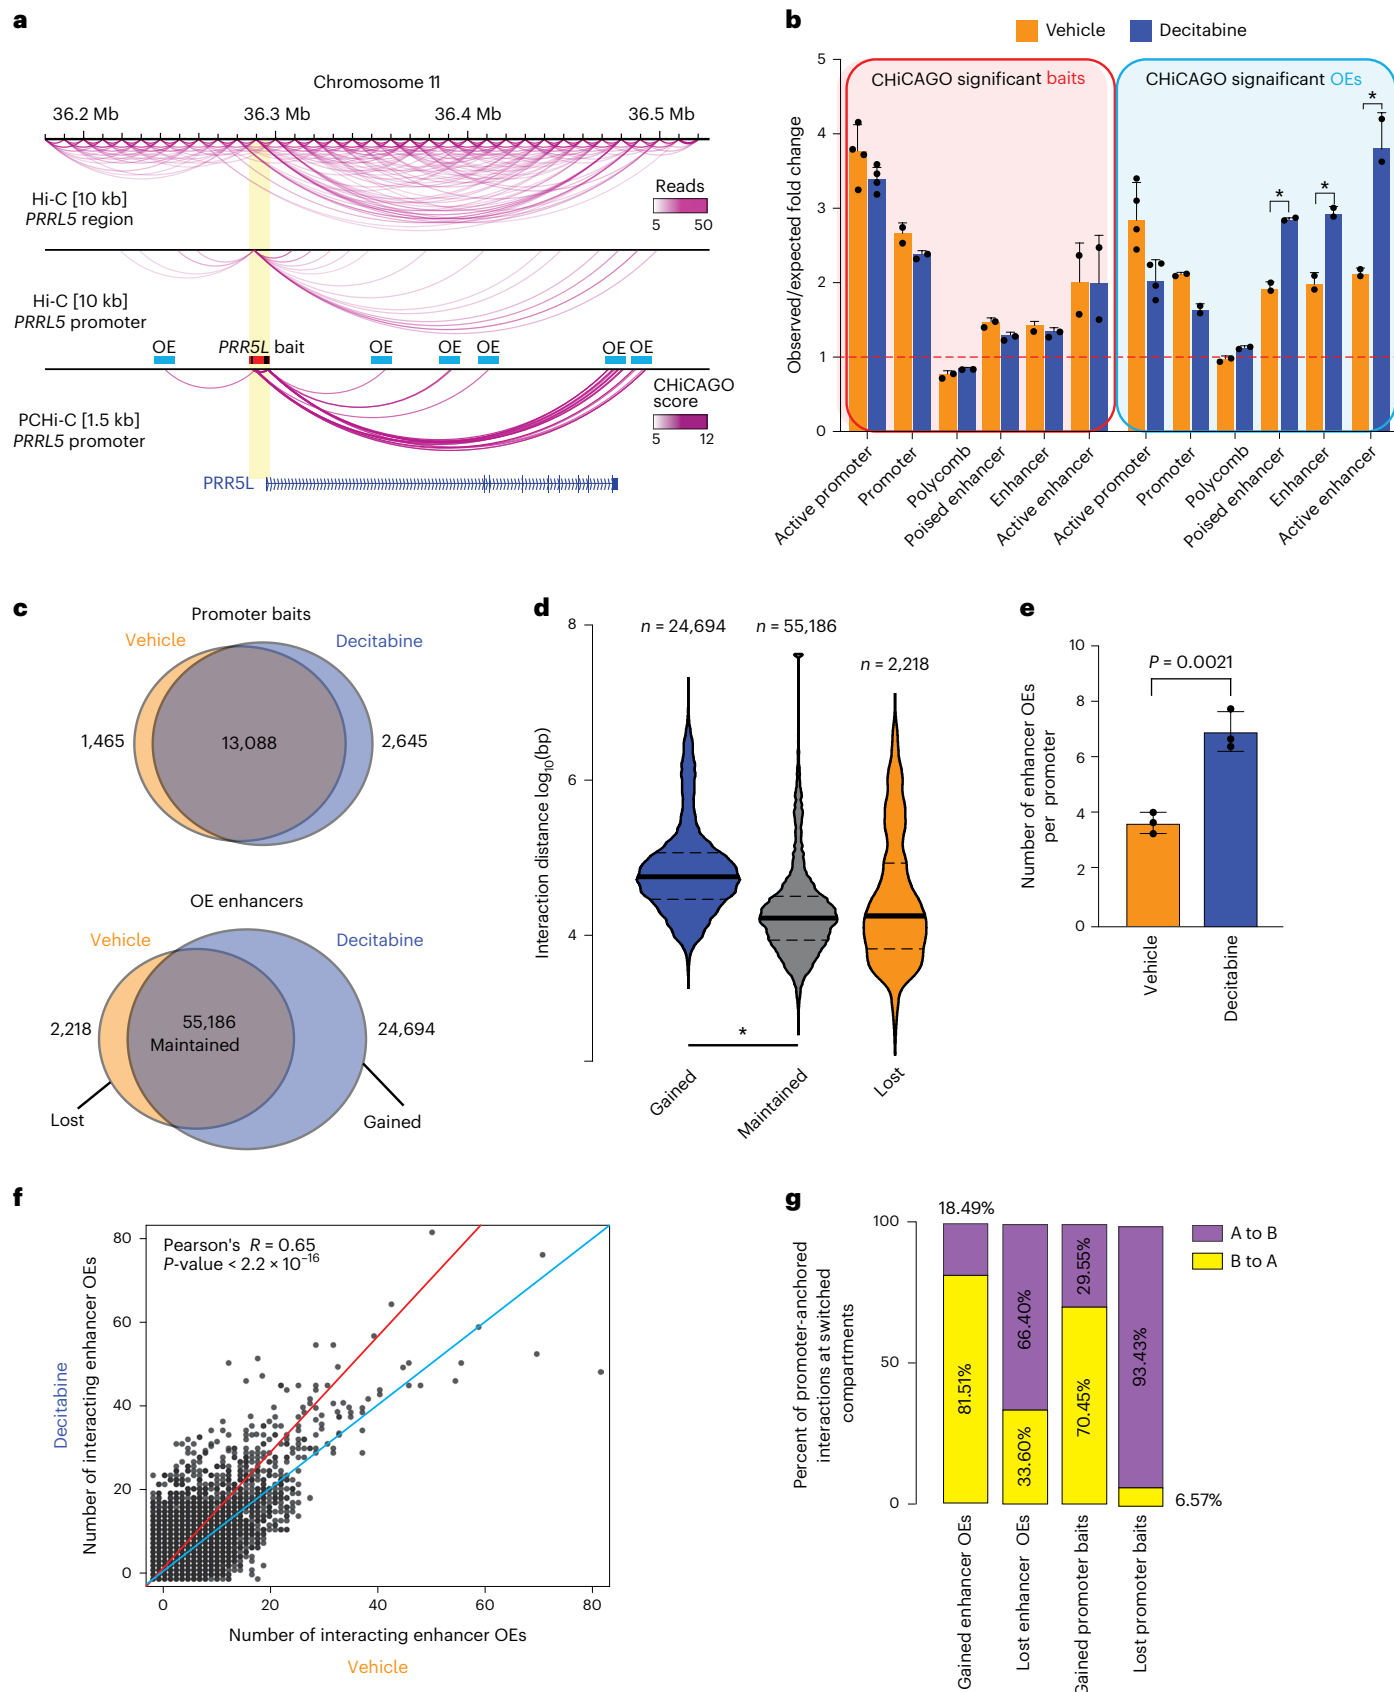 a
Chromosome 11
36.2 Mb 36.3 Mb 36.4 Mb 36.5 Mb
Hi-C [10 kb]
PRRL5 region
Reads
5 50
Hi-C [10 kb]
PRRL5 promoter
OE PRR5L bait OE OE OE OE OE
PCHi-C [1.5 kb]
PRRL5 promoter
CHiCAGO
score
5 12
PRR5L
b
Vehicle Decitabine
CHiCAGO significant baits
CHiCAGO signaificant OEs
Observed/expected fold change
5
4
3
2
1
0
* * *
Active promoter
Promoter
Polycomb
Poised enhancer
Enhancer
Active enhancer
Active promoter
Promoter
Polycomb
Poised enhancer
Enhancer
Active enhancer
c
Promoter baits
Vehicle Decitabine
1,465 13,088 2,645
OE enhancers
Vehicle Decitabine
2,218 55,186 24,694
Maintained
Lost Gained
d
Interaction distance log10(bp)
8
6
4
n = 24,694 n = 55,186
n = 2,218
*
Gained
Maintained
Lost
e
Number of enhancer OEs
per promoter
10
8
6
4
2
0
P = 0.0021
Vehicle
Decitabine
f
Pearson's R = 0.65
P-value < 2.2 × 10−16
Decitabine
Number of interacting enhancer OEs
80
60
40
20
0
0 20 40 60 80
Number of interacting enhancer OEs
Vehicle
g
Percent of promoter-anchored
interactions at switched
compartments
100
50
0
18.49%
81.51%
66.40%
33.60%
29.55%
70.45%
93.43%
6.57%
A to B
B to A
Gained enhancer OEs
Lost enhancer OEs
Gained promoter baits
Lost promoter baits